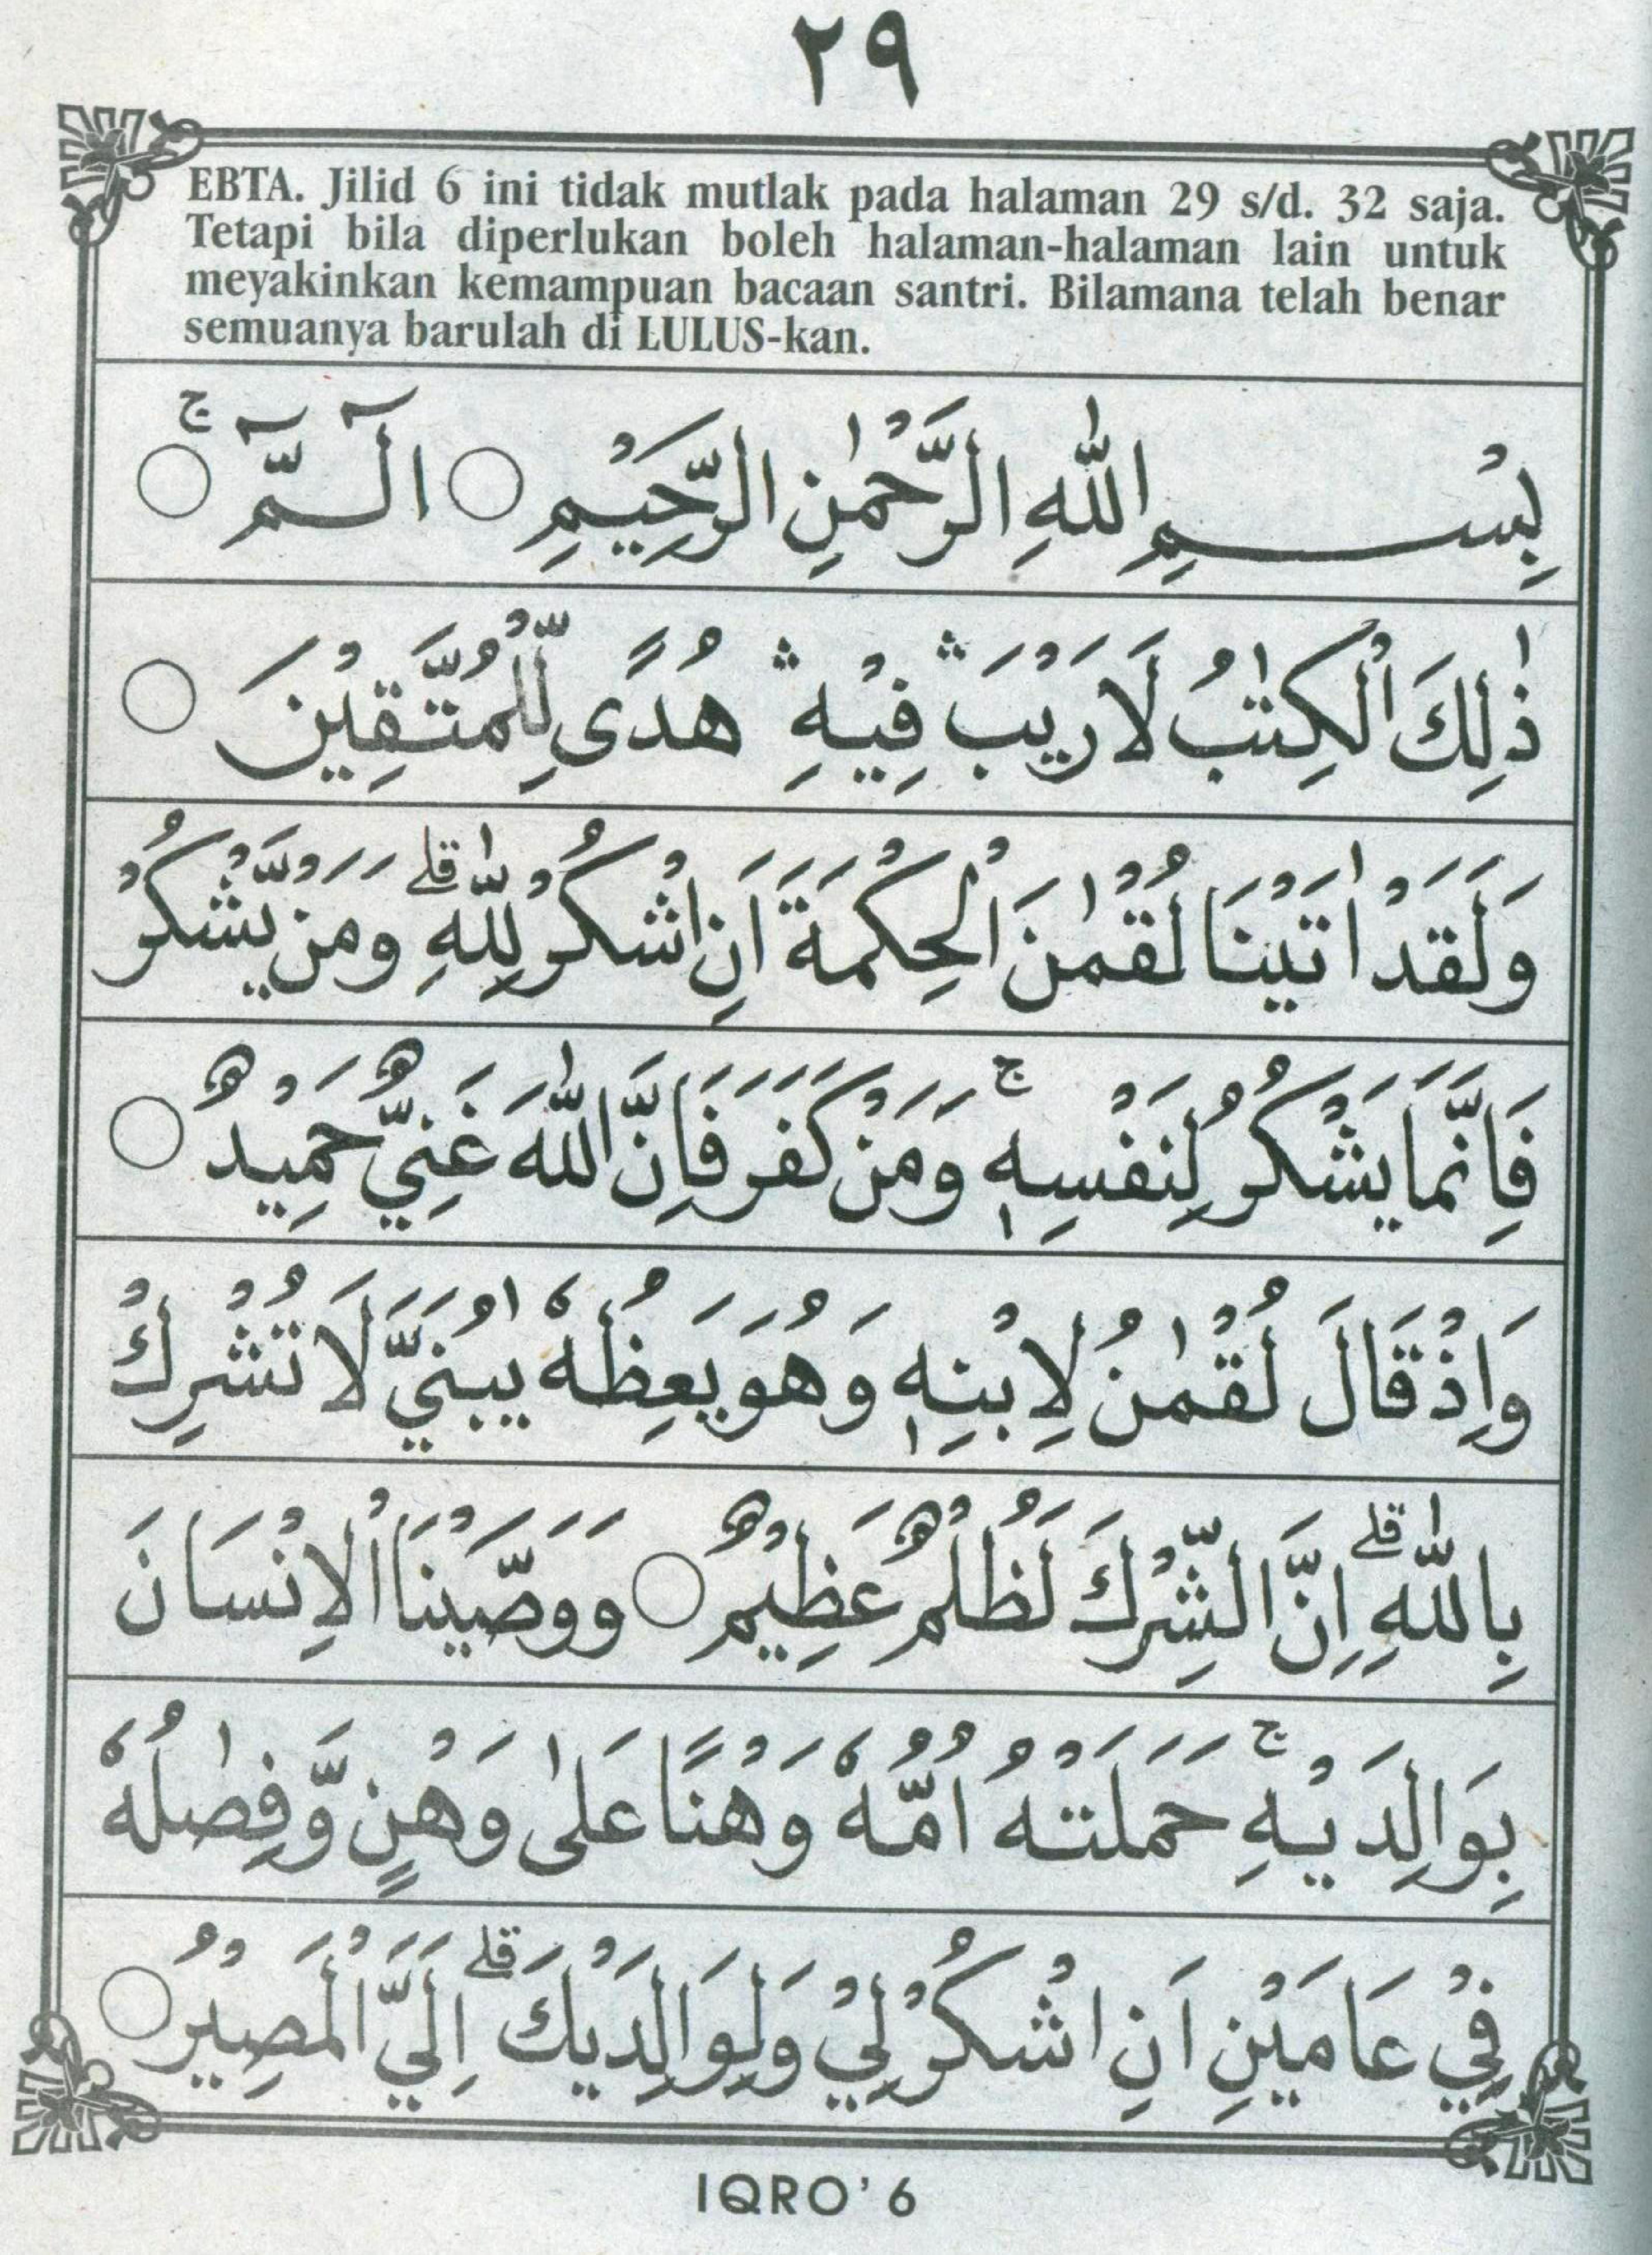 ٢٩
EBTA. Jilid 6 ini tidak mutlak pada halaman 29 s/d. 32 saja.
Tetapi bila diperlukan boleh halaman-halaman lain untuk
meyakinkan kemampuan bacaan santri. Bilamana telah benar
semuanya barulah di LULUS-kan.
بِسْــــمِ اللّٰهِ الرَّحْمٰنِ الرَّحِيْمِ ○ الٓـمّٓ ۚ ○
ذٰلِكَ الْكِتٰبُ لَا رَيْبَ ۛ فِيْهِ ۛ هُدًى لِّلْمُتَّقِيْنَ ○
وَلَقَدْ اٰتَيْنَا لُقْمٰنَ الْحِكْمَةَ اَنِ اشْكُرْ لِلّٰهِ ۗ وَمَنْ يَّشْكُرْ
فَاِنَّمَا يَشْكُرُ لِنَفْسِهٖ ۚ وَمَنْ كَفَرَ فَاِنَّ اللّٰهَ غَنِيٌّ حَمِيْدٌ ○
وَاِذْ قَالَ لُقْمٰنُ لِابْنِهٖ وَهُوَ يَعِظُهٗ يٰبُنَيَّ لَا تُشْرِكْ
بِاللّٰهِ ۗ اِنَّ الشِّرْكَ لَظُلْمٌ عَظِيْمٌ ○ وَوَصَّيْنَا الْاِنْسَانَ
بِوَالِدَيْهِ ۚ حَمَلَتْهُ اُمُّهٗ وَهْنًا عَلٰى وَهْنٍ وَّفِصٰلُهٗ
فِيْ عَامَيْنِ اَنِ اشْكُرْ لِيْ وَلِوَالِدَيْكَ ۗ اِلَيَّ الْمَصِيْرُ ○
IQRO' 6